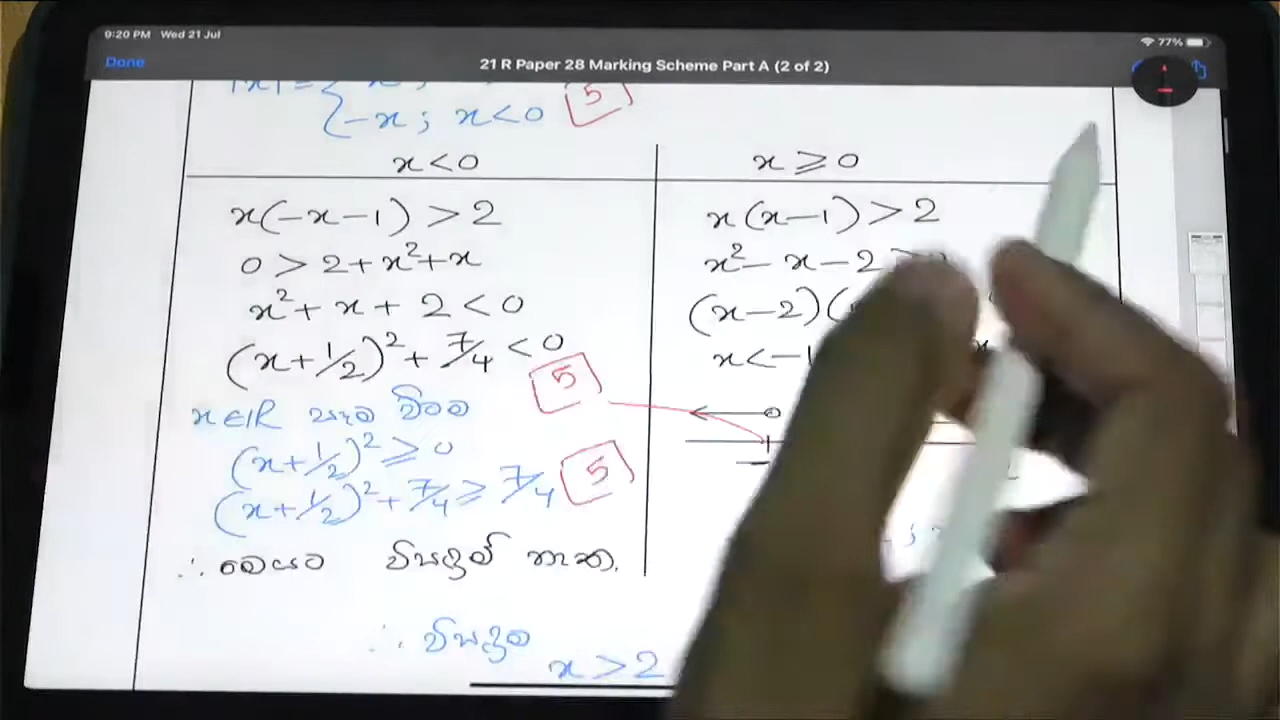 9:20 PM Wed 21 Jul
77%
Done
21 R Paper 28 Marking Scheme Part A (2 of 2)
-x ; x<0
5
x<0
x(-x-1) > 2
0 > 2+x²+x
x²+x+2<0
(x+1/2)²+7/4<0
5
x∈R සෑම විටම
(x+1/2)²≥0
(x+1/2)²+7/4≥7/4
5
∴ මෙයට විසඳුම් නැත.
x≥0
x(x-1)>2
x²-x-2
(x-2)(
x<-1
∴ විසඳුම
x>2